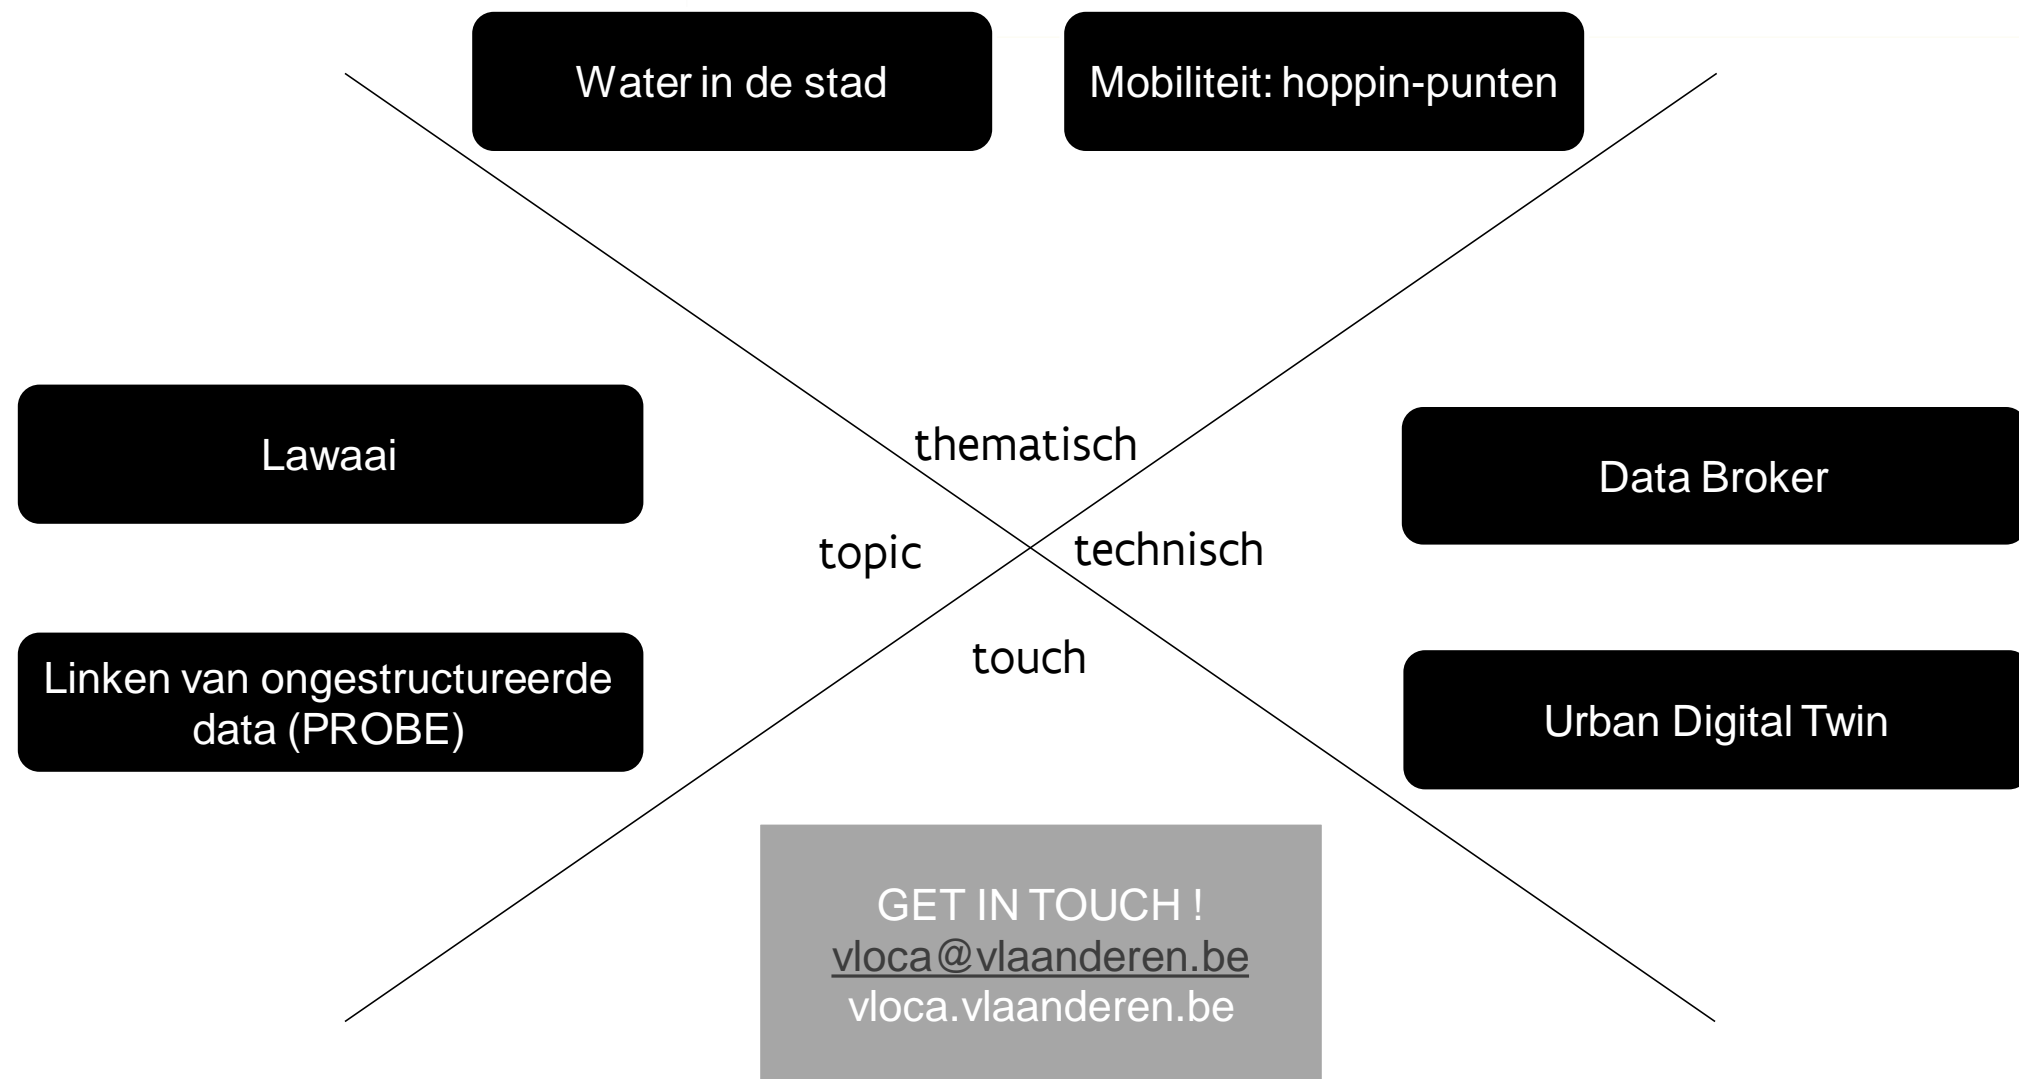 Water in de stad
Mobiliteit: hoppin-punten
Lawaai
thematisch
Data Broker
topic
technisch
touch
Linken van ongestructureerde
data (PROBE)
Urban Digital Twin
GET IN TOUCH !
vloca@vlaanderen.be
vloca.vlaanderen.be